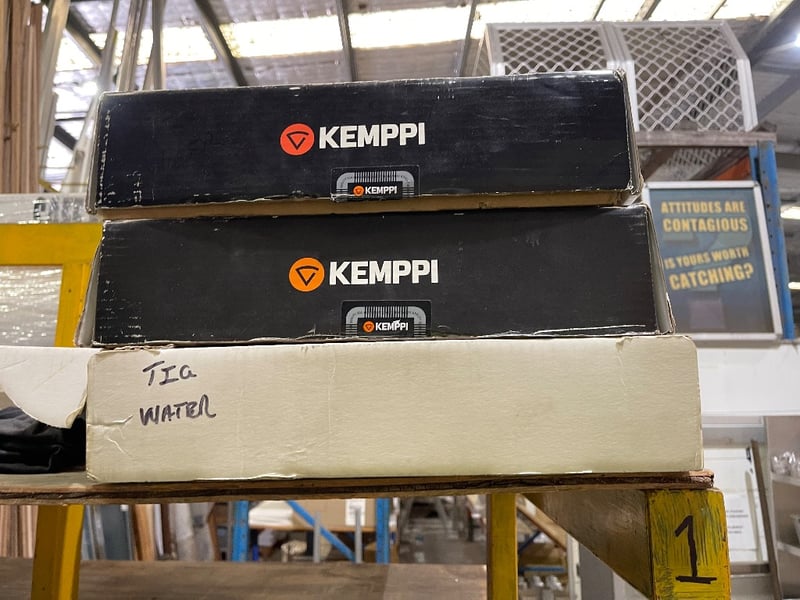 KEMPPI
KEMPPI
KEMPPI
KEMPPI
TIG
WATER
ATTITUDES ARE
CONTAGIOUS
IS YOURS WORTH
CATCHING?
1